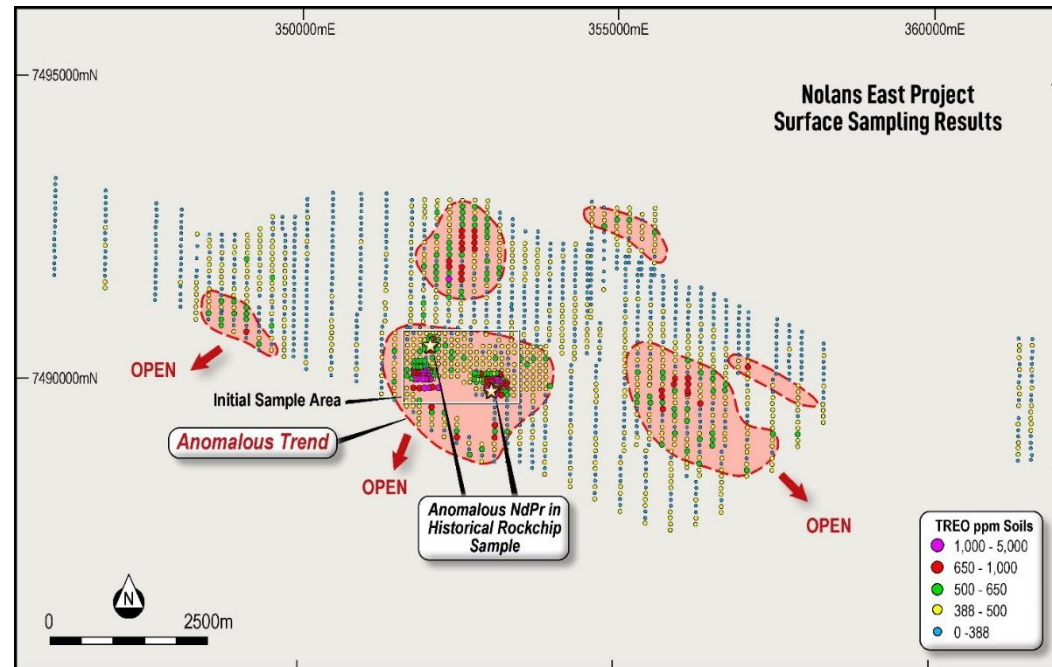 350000mE
355000mE
360000mE
7495000mN
Nolans East Project
Surface Sampling Results
OPEN
7490000mN
Initial Sample Area
Anomalous Trend
OPEN
Anomalous NdPr in
Historical Rockchip
Sample
OPEN
TREO ppm Soils
1,000 - 5,000
650 - 1,000
500 - 650
388 - 500
0 -388
N
0
2500m